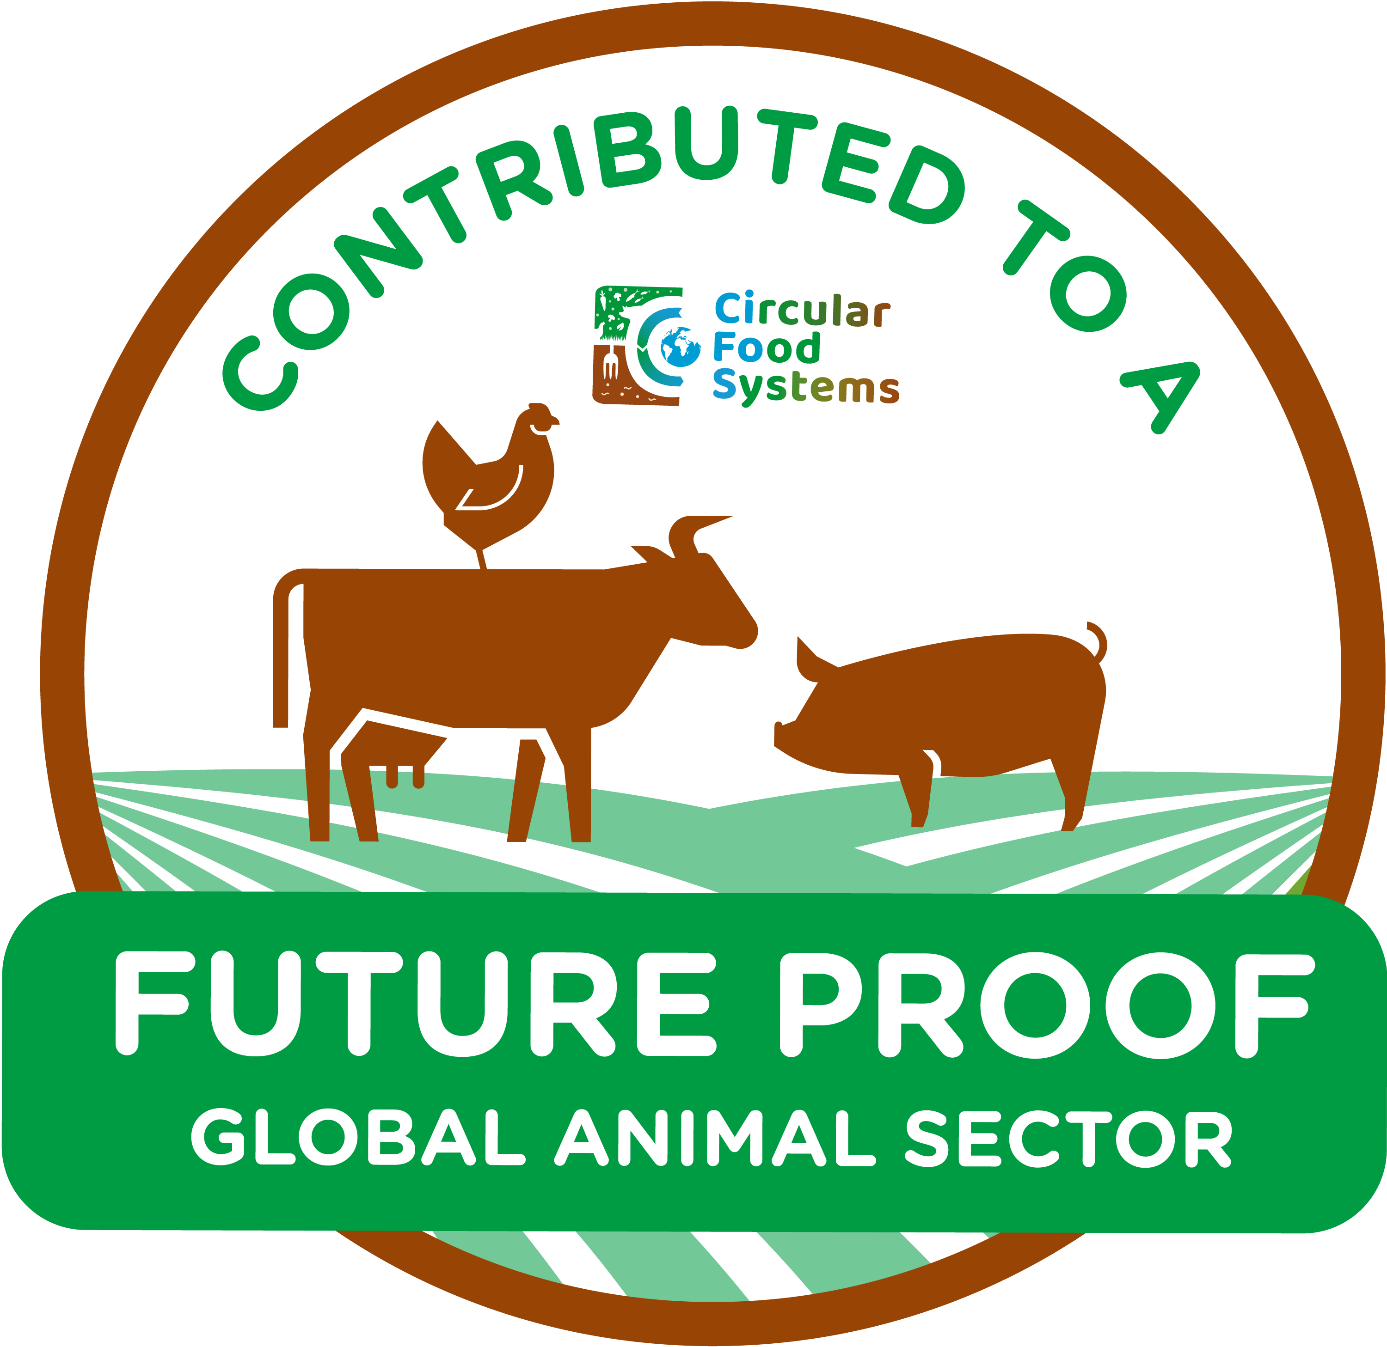 CONTRIBUTED TO A
Circular
Food
Systems
FUTURE PROOF
GLOBAL ANIMAL SECTOR